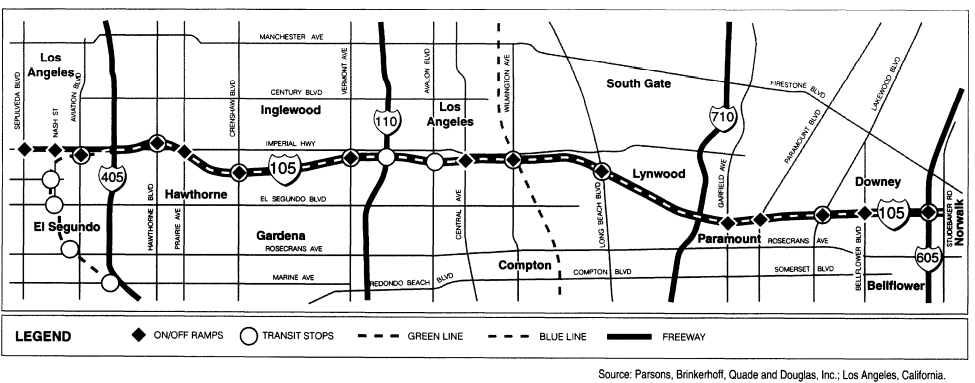 MANCHESTER AVE
Los Angeles
SEPULVEDA BLVD
NASH ST
AVIATION BLVD
405
HAWTHORNE BLVD
PRAIRIE AVE
CRENSHAW BLVD
CENTURY BLVD
Inglewood
IMPERIAL HWY
105
Hawthorne
EL SEGUNDO BLVD
El Segundo
Gardena
ROSECRANS AVE
MARINE AVE
REDONDO BEACH BLVD
VERMONT AVE
110
AVALON BLVD
Los Angeles
CENTRAL AVE
WILMINGTON AVE
Compton
COMPTON BLVD
LONG BEACH BLVD
South Gate
FIRESTONE BLVD
710
Lynwood
GARFIELD AVE
Paramount
PARAMOUNT BLVD
LAKEWOOD BLVD
ROSECRANS AVE
SOMERSET BLVD
Downey
105
BELLFLOWER BLVD
Bellflower
605
STUDEBAKER RD
Norwalk
LEGEND
ON/OFF RAMPS
TRANSIT STOPS
GREEN LINE
BLUE LINE
FREEWAY
Source: Parsons, Brinkerhoff, Quade and Douglas, Inc.; Los Angeles, California.